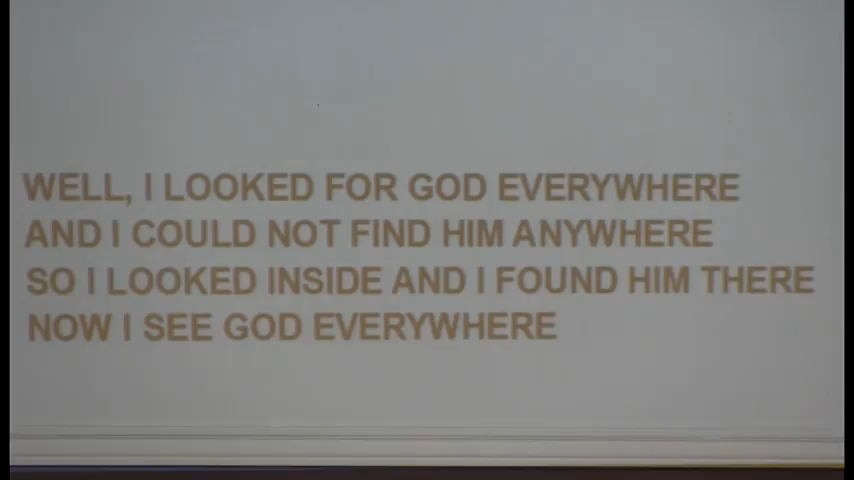 WELL, I LOOKED FOR GOD EVERYWHERE
AND I COULD NOT FIND HIM ANYWHERE
SO I LOOKED INSIDE AND I FOUND HIM THERE
NOW I SEE GOD EVERYWHERE